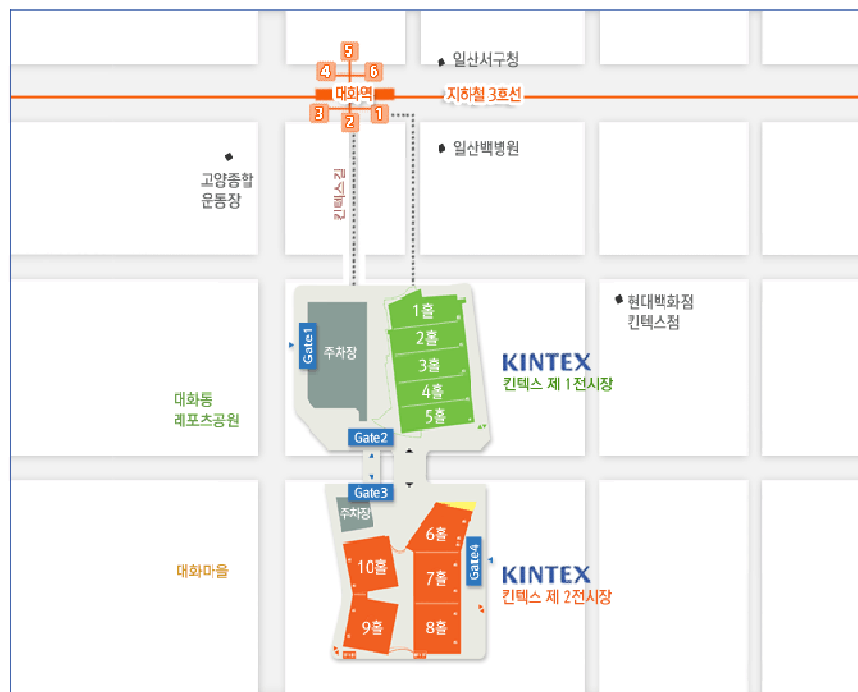 5
4
6
일산서구청
대화역
지하철 3호선
3
2
1
일산백병원
고양종합
운동장
킨텍스길
1홀
2홀
3홀
4홀
5홀
Gate1
주차장
현대백화점
킨텍스점
KINTEX
킨텍스 제 1전시장
대화동
레포츠공원
Gate2
Gate3
주차장
6홀
7홀
8홀
9홀
10홀
Gate4
대화마을
KINTEX
킨텍스 제 2전시장